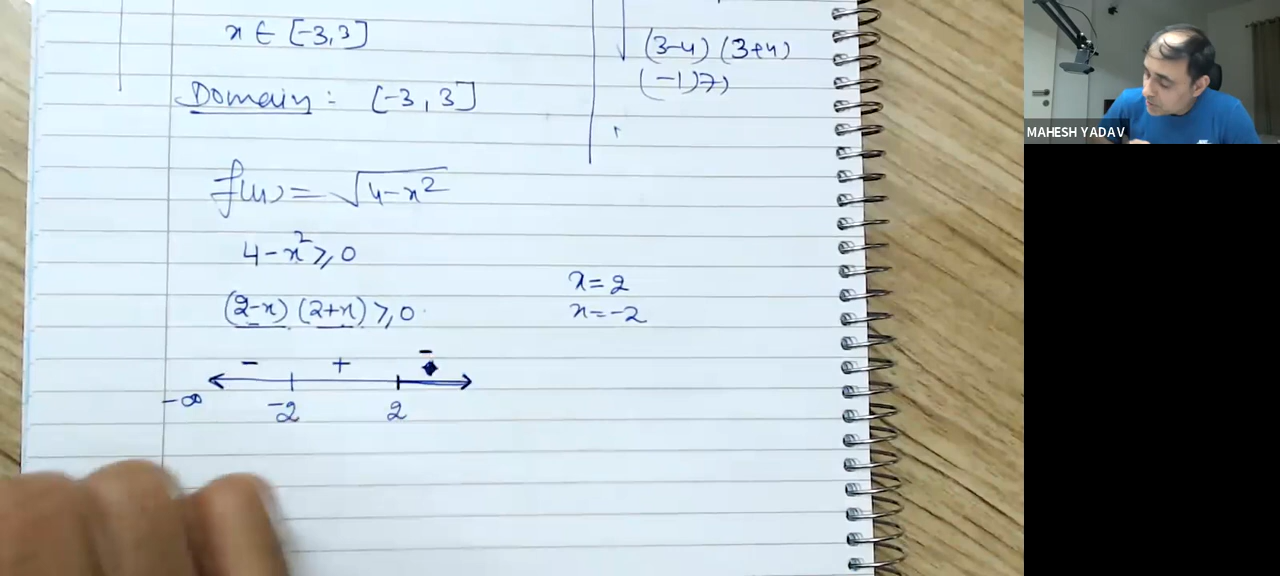 x ∈ [-3,3]
Domain: [-3, 3]
(3-4) (3+4)
(-1)7)
f(x) = √4-x²
4-x² ≥ 0
(2-x) (2+x) ≥ 0
x = 2
x = -2
- + -
-∞ -2 2
MAHESH YADAV